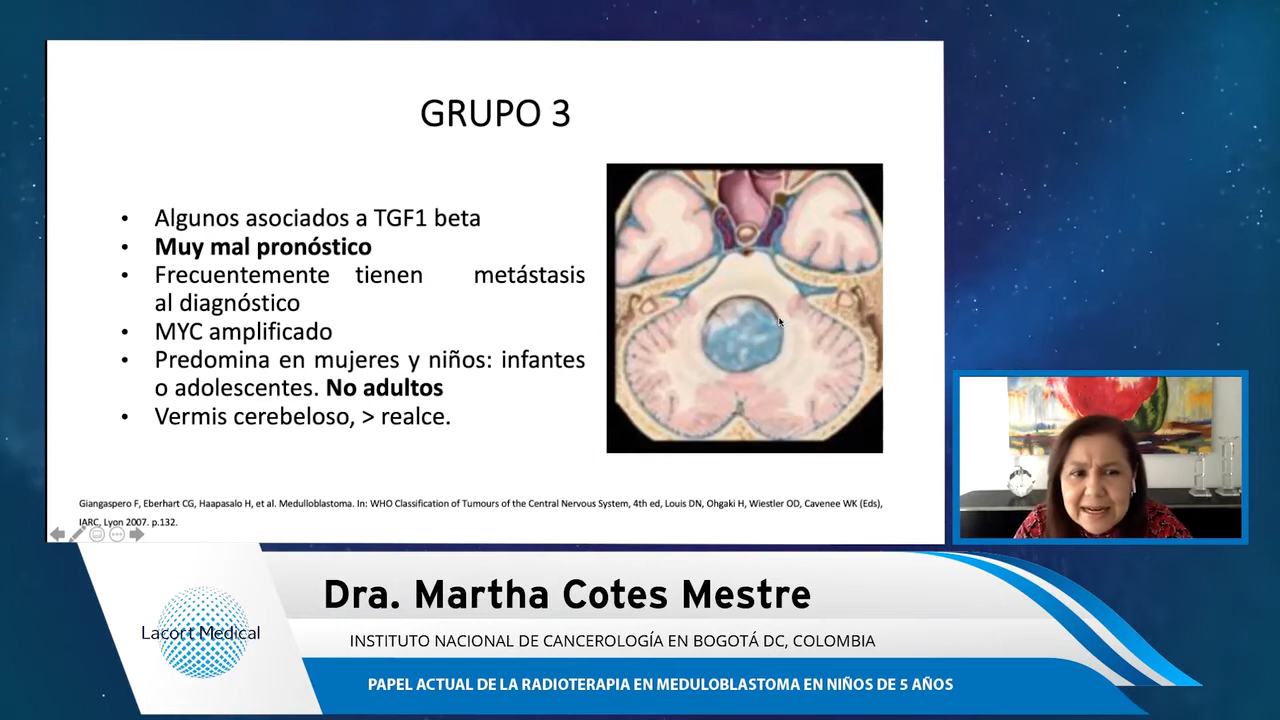 GRUPO 3
• Algunos asociados a TGF1 beta
• Muy mal pronóstico
• Frecuentemente tienen metástasis
al diagnóstico
• MYC amplificado
• Predomina en mujeres y niños: infantes
o adolescentes. No adultos
• Vermis cerebeloso, > realce.
Giangaspero F, Eberhart CG, Haapasalo H, et al. Medulloblastoma. In: WHO Classification of Tumours of the Central Nervous System, 4th ed, Louis DN, Ohgaki H, Wiestler OD, Cavenee WK (Eds),
IARC, Lyon 2007. p.132.
Dra. Martha Cotes Mestre
Lacort Medical
INSTITUTO NACIONAL DE CANCEROLOGÍA EN BOGOTÁ DC, COLOMBIA
PAPEL ACTUAL DE LA RADIOTERAPIA EN MEDULOBLASTOMA EN NIÑOS DE 5 AÑOS